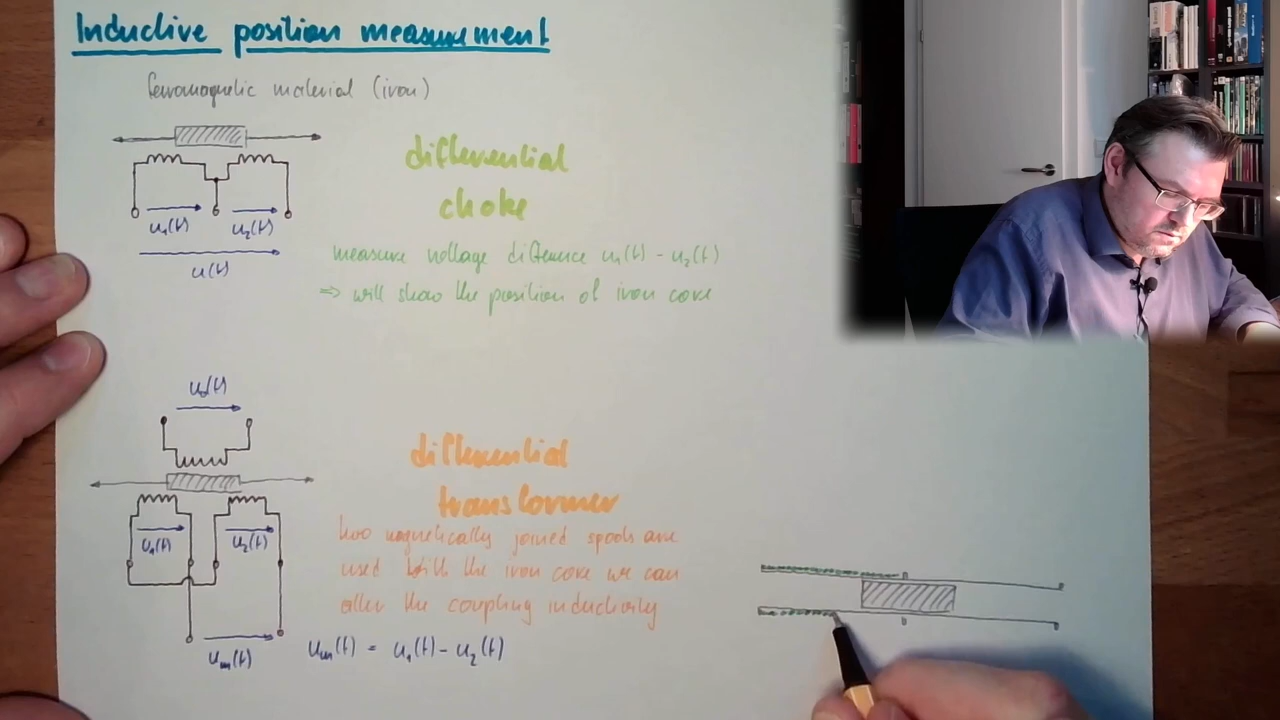 Inductive position measurement
ferromagnetic material (iron)
differential
choke
u₁(t)
u₂(t)
u(t)
measure voltage difference u₁(t) - u₂(t)
=> will show the position of iron core
u₀(t)
differential
transformer
u₁(t)
u₂(t)
two magnetically joined spools are
used with the iron core we can
alter the coupling inductivity
uₘ(t)
uₘ(t) = u₁(t) - u₂(t)